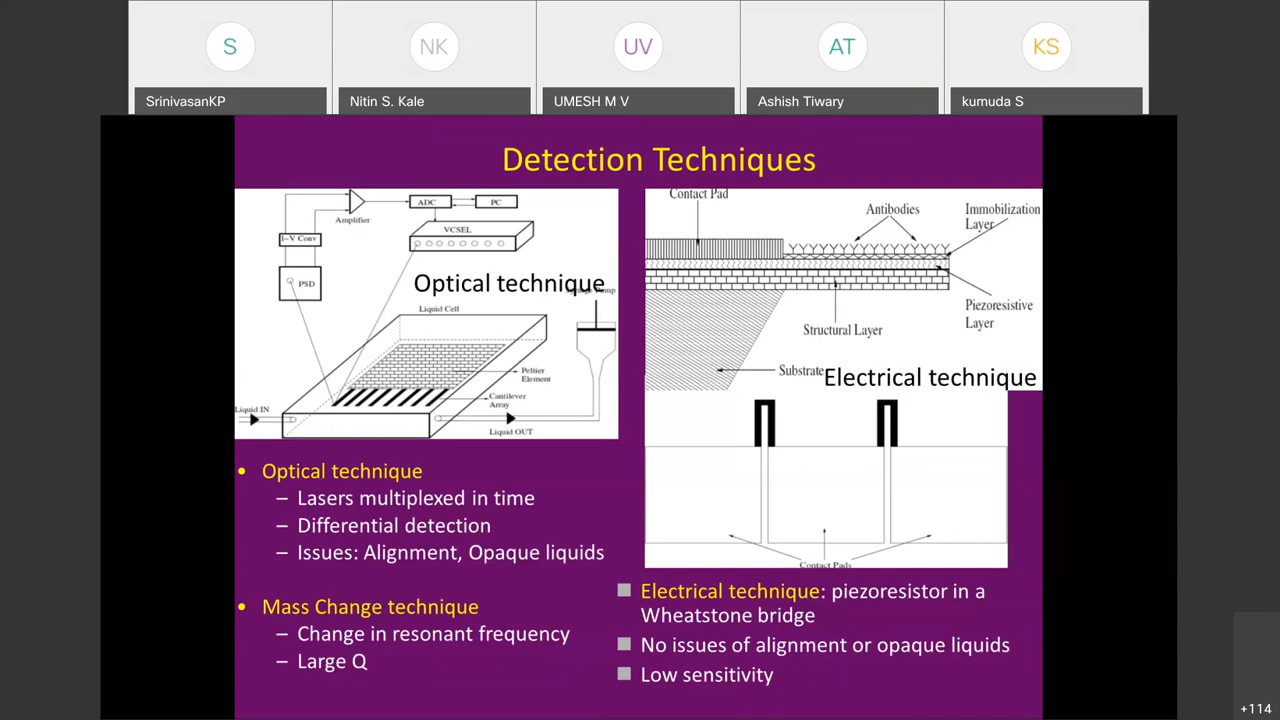 S
NK
UV
AT
KS
SrinivasanKP
Nitin S. Kale
UMESH M V
Ashish Tiwary
kumuda S
Detection Techniques
Amplifier
ADC
PC
VCSEL
I-V Conv
PSD
Optical technique
Liquid Cell
Peltier
Element
Cantilever
Array
Liquid IN
Liquid OUT
Contact Pad
Antibodies
Immobilization
Layer
Piezoresistive
Layer
Structural Layer
Substrate
Electrical technique
Contact Pads
• Optical technique
– Lasers multiplexed in time
– Differential detection
– Issues: Alignment, Opaque liquids
• Mass Change technique
– Change in resonant frequency
– Large Q
Electrical technique: piezoresistor in a
Wheatstone bridge
No issues of alignment or opaque liquids
Low sensitivity
+114